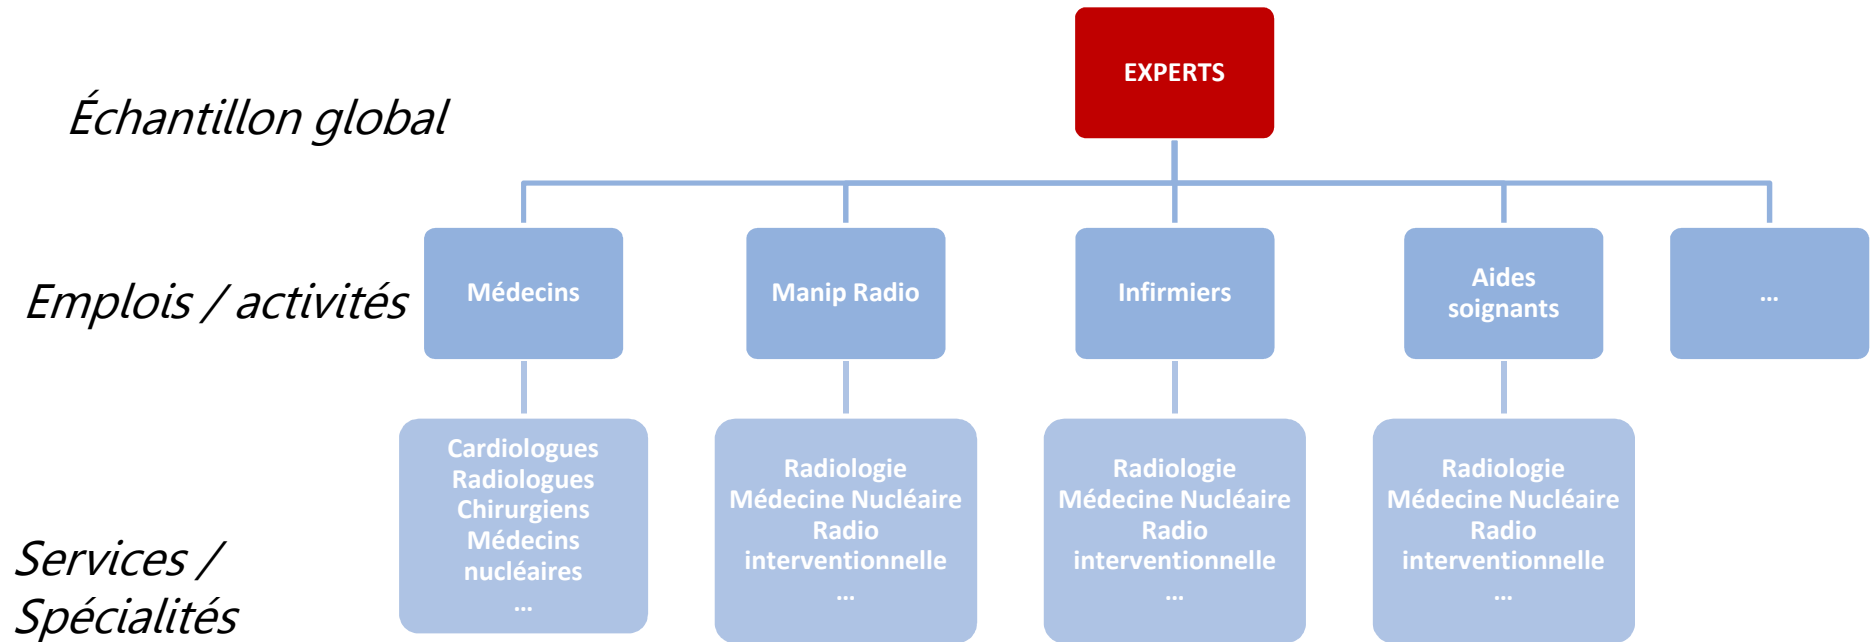 EXPERTS
Échantillon global
Emplois / activités
Médecins
Manip Radio
Infirmiers
Aides
soignants
...
Services /
Spécialités
Cardiologues
Radiologues
Chirurgiens
Médecins
nucléaires
...
Radiologie
Médecine Nucléaire
Radio
interventionnelle
...
Radiologie
Médecine Nucléaire
Radio
interventionnelle
...
Radiologie
Médecine Nucléaire
Radio
interventionnelle
...